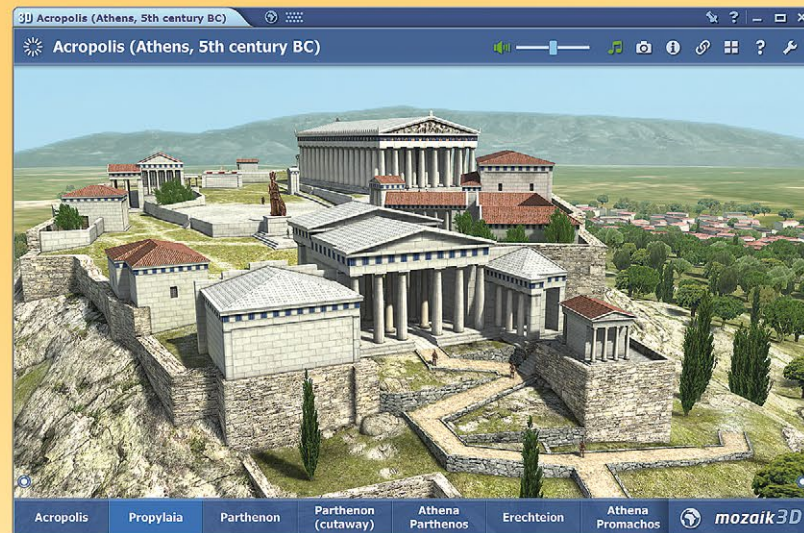 3D Acropolis (Athens, 5th century BC)
Acropolis (Athens, 5th century BC)
Acropolis
Propylaia
Parthenon
Parthenon
(cutaway)
Athena
Parthenos
Erechteion
Athena
Promachos
mozaik3D